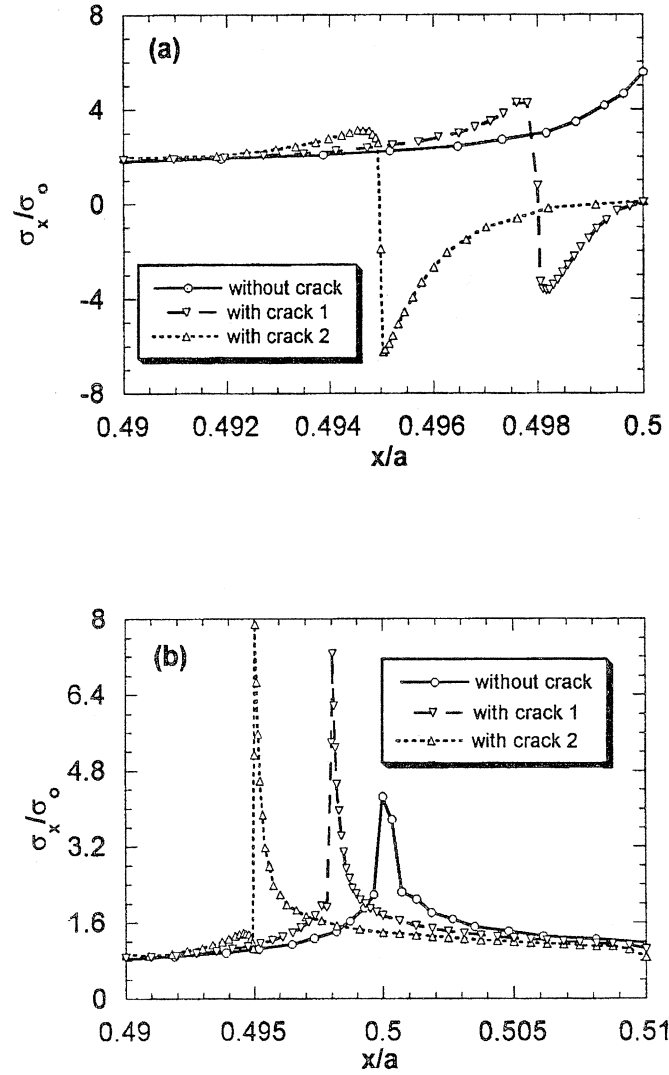 8
(a)
4
0
-4
-8
σx/σo
without crack
with crack 1
with crack 2
0.49 0.492 0.494 0.496 0.498 0.5
x/a
8
(b)
6.4
4.8
3.2
1.6
0
σx/σo
without crack
with crack 1
with crack 2
0.49 0.495 0.5 0.505 0.51
x/a